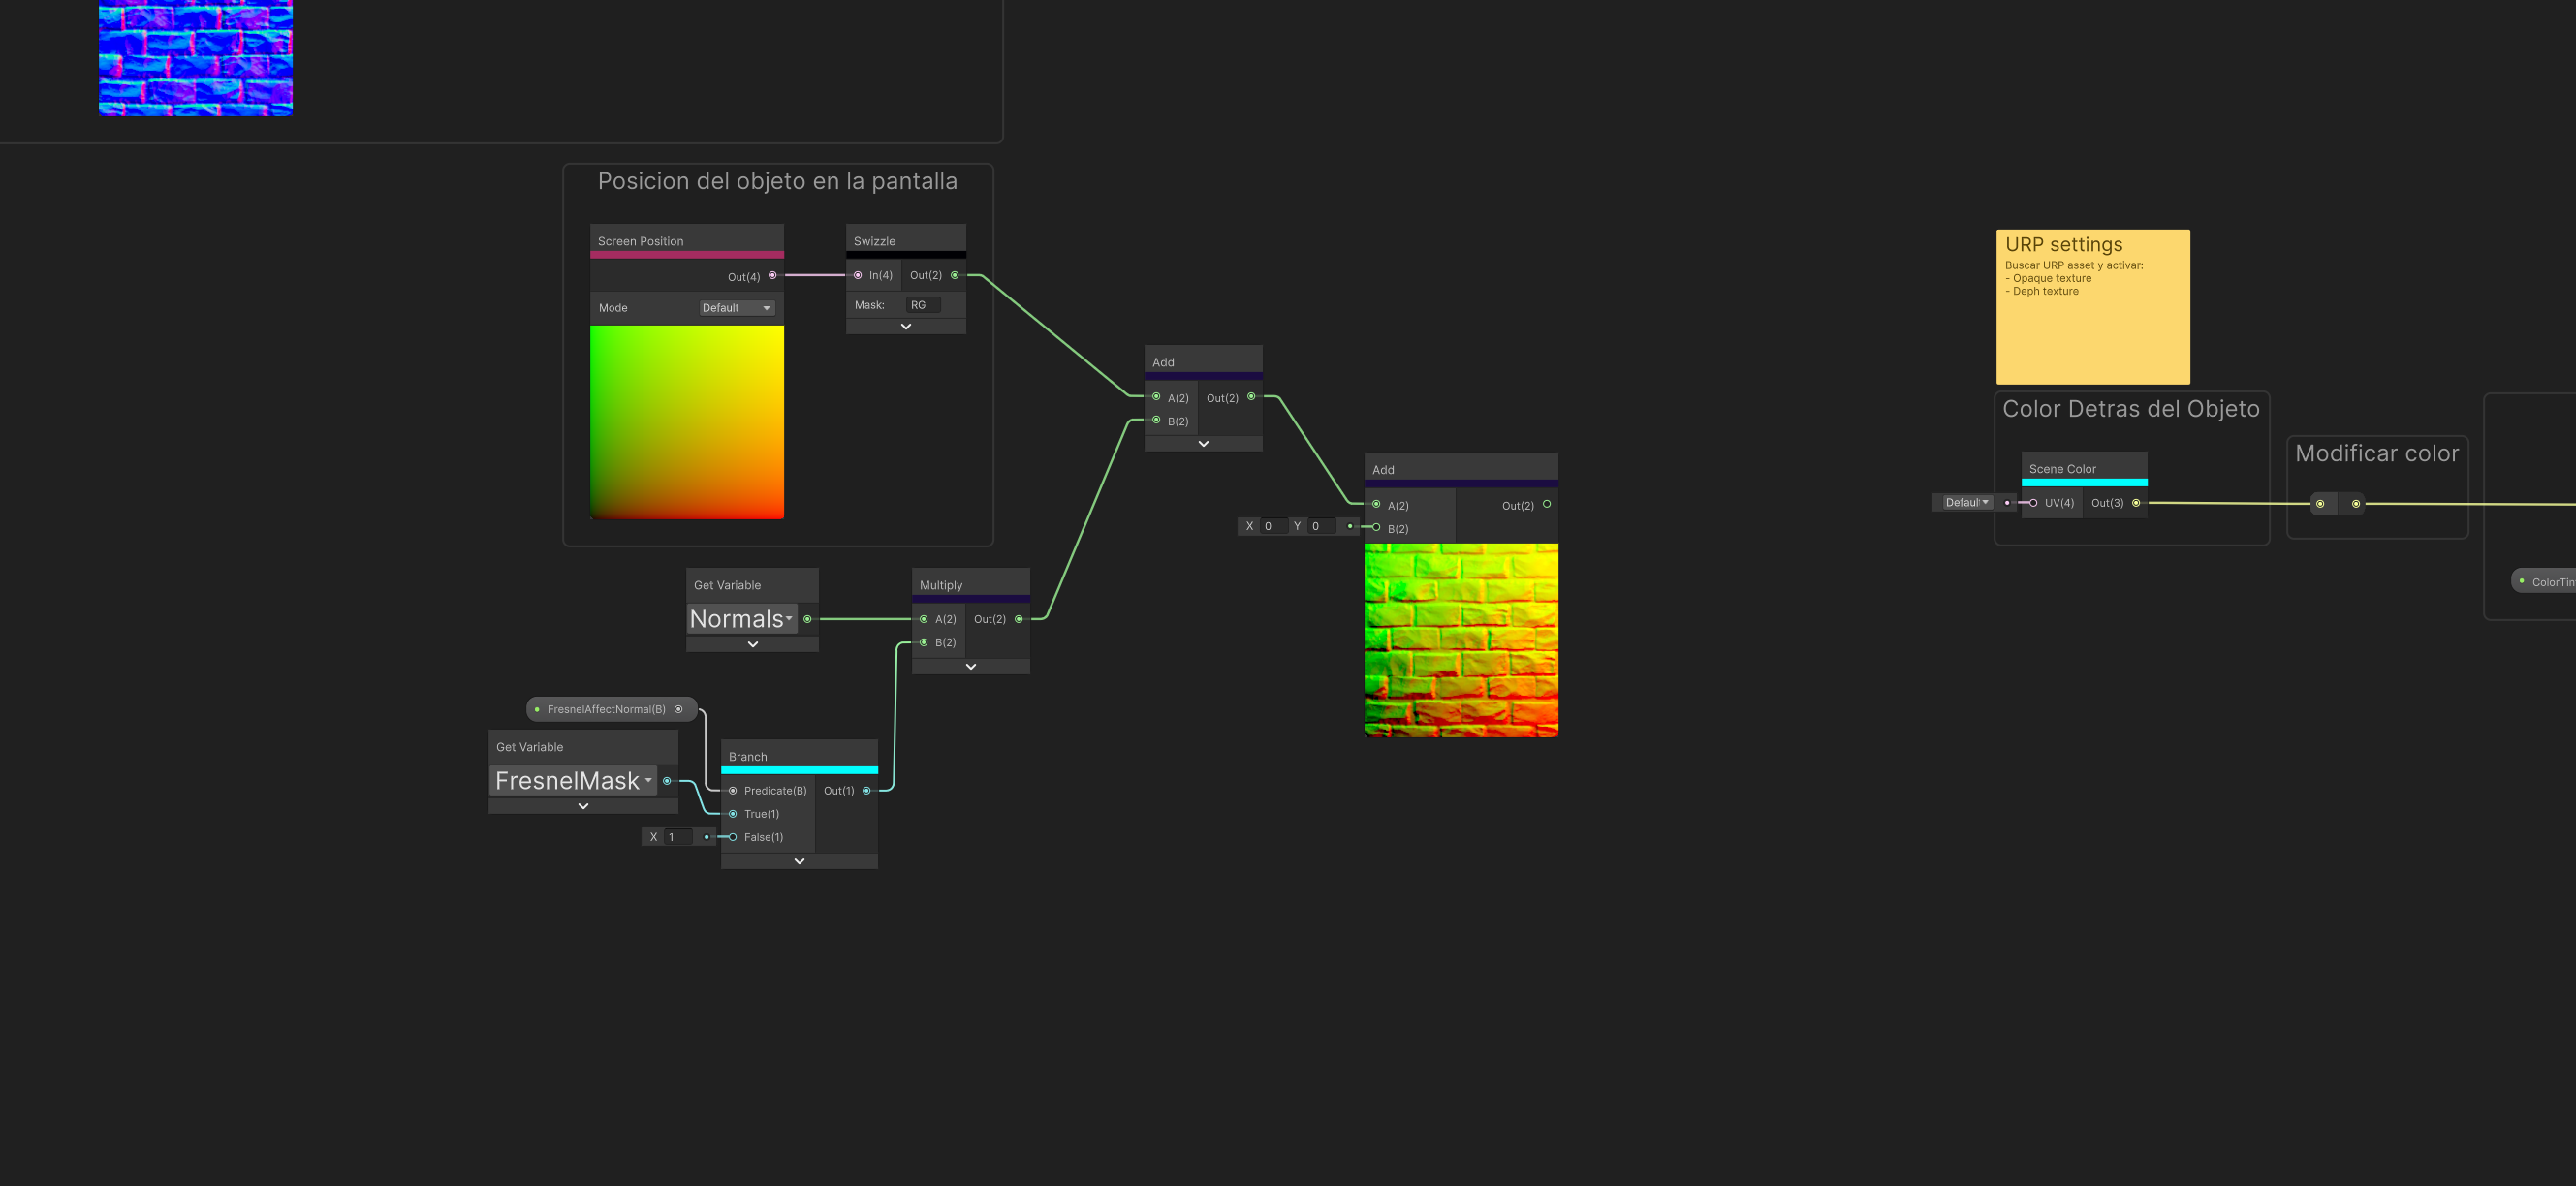 Posicion del objeto en la pantalla
Screen Position
Out(4)
Mode
Default
Swizzle
In(4)
Out(2)
Mask:
RG
Add
A(2)
Out(2)
B(2)
Add
A(2)
Out(2)
B(2)
X
0
Y
0
Get Variable
Normals
Multiply
A(2)
Out(2)
B(2)
FresnelAffectNormal(B)
Get Variable
FresnelMask
Branch
Predicate(B)
Out(1)
True(1)
False(1)
X
1
URP settings
Buscar URP asset y activar:
- Opaque texture
- Deph texture
Color Detras del Objeto
Scene Color
Defaul
UV(4)
Out(3)
Modificar color
ColorTin